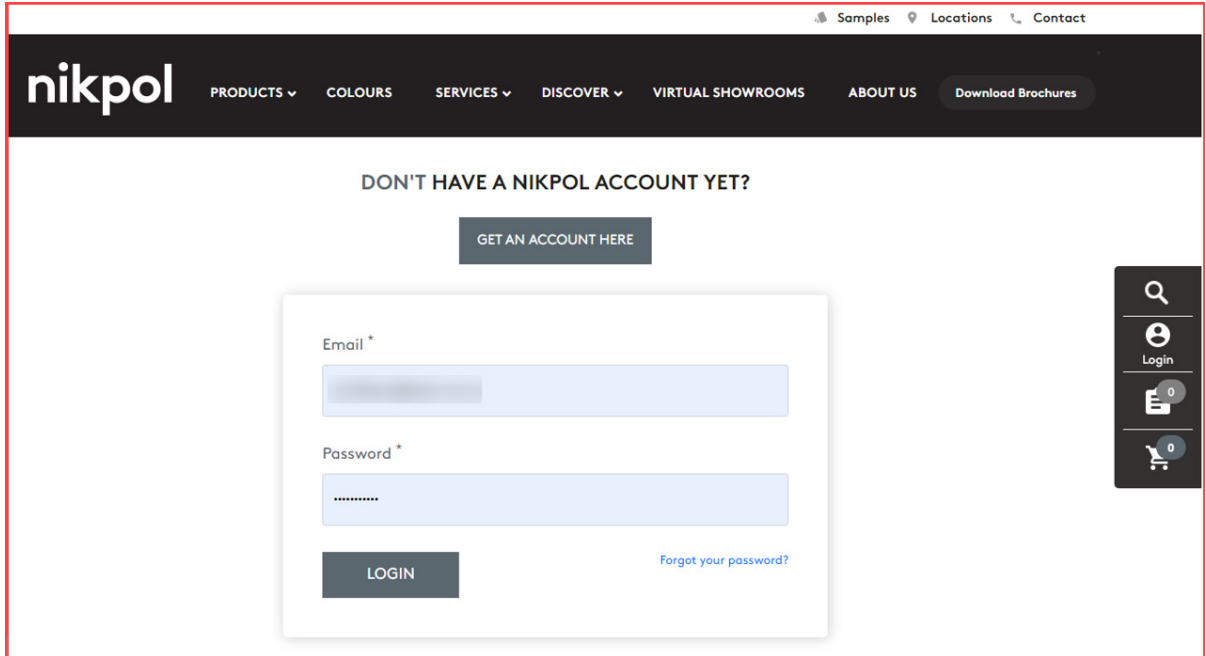 Samples Locations Contact
nikpol PRODUCTS COLOURS SERVICES DISCOVER VIRTUAL SHOWROOMS ABOUT US Download Brochures
DON'T HAVE A NIKPOL ACCOUNT YET?
GET AN ACCOUNT HERE
Email *
Password *
...........
LOGIN Forgot your password?
Login
0
0